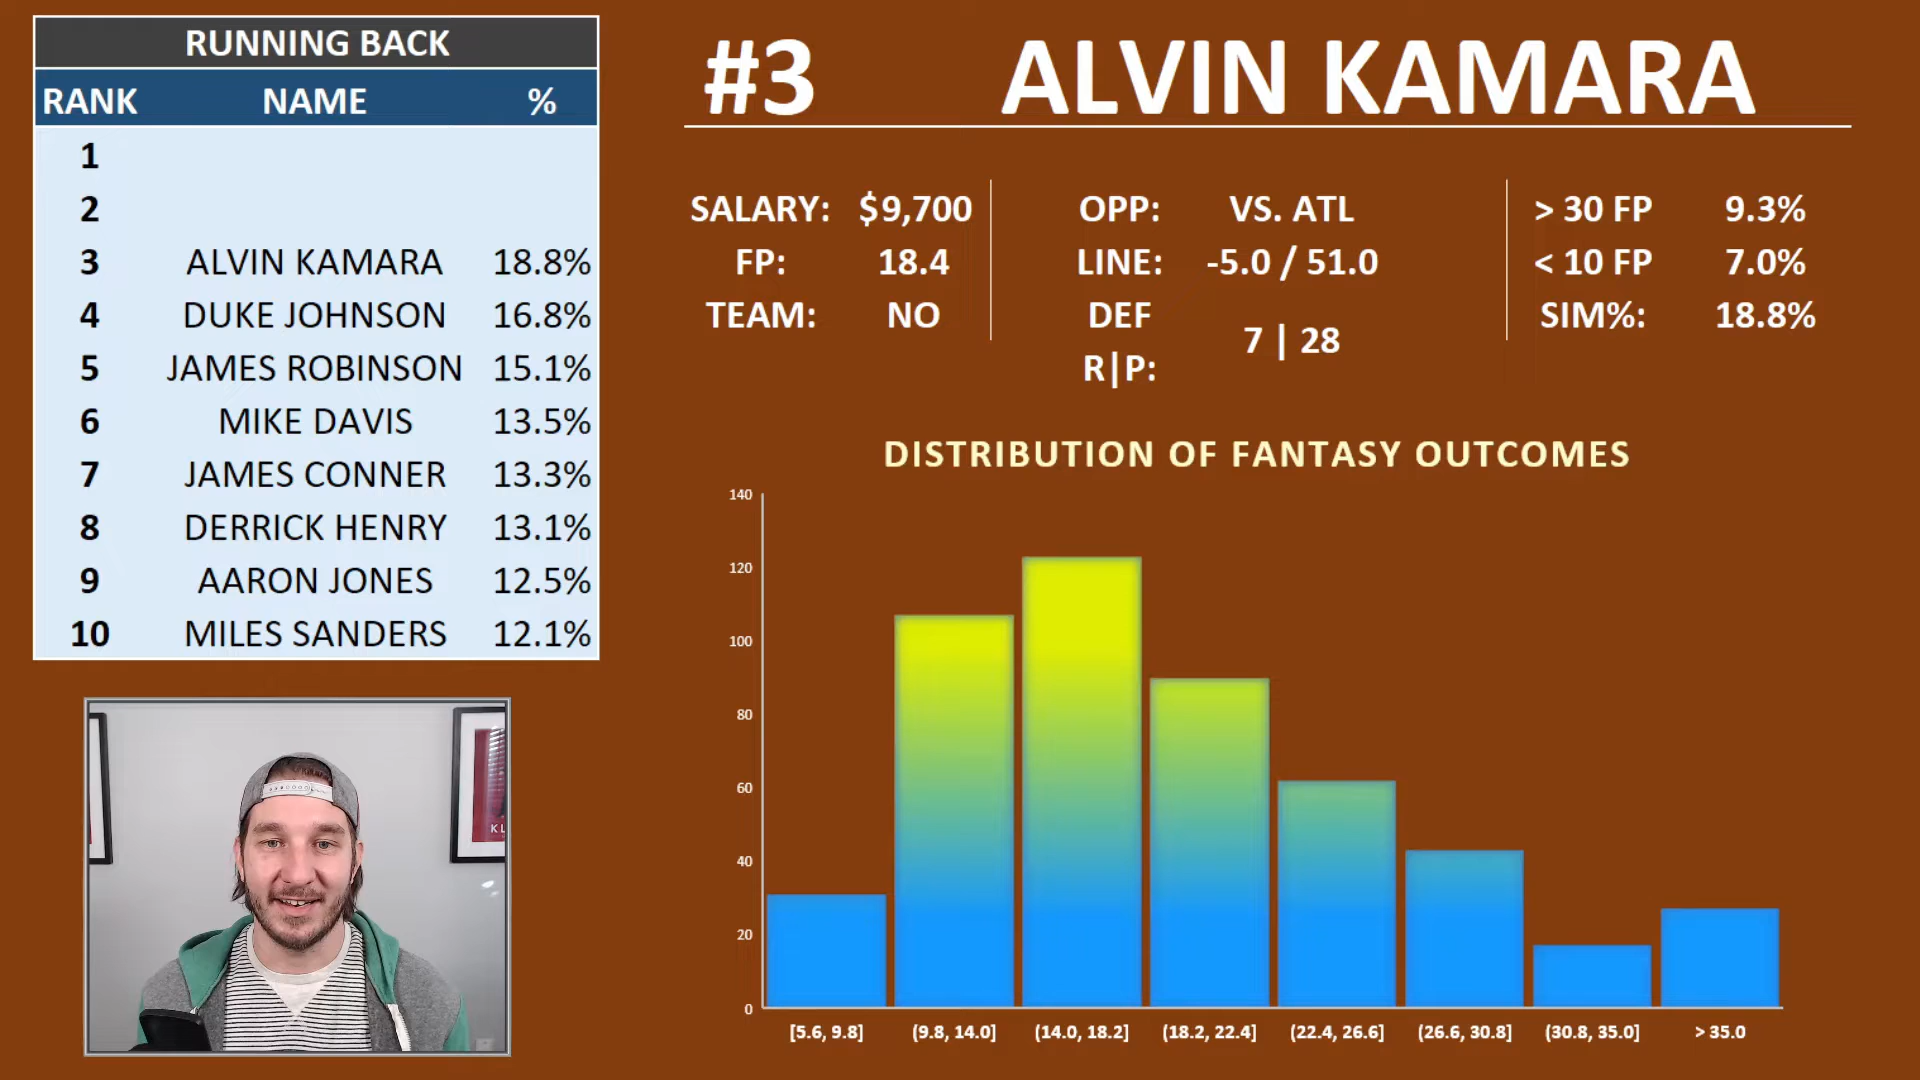 RUNNING BACK
RANK NAME %
1
2
3 ALVIN KAMARA 18.8%
4 DUKE JOHNSON 16.8%
5 JAMES ROBINSON 15.1%
6 MIKE DAVIS 13.5%
7 JAMES CONNER 13.3%
8 DERRICK HENRY 13.1%
9 AARON JONES 12.5%
10 MILES SANDERS 12.1%
#3 ALVIN KAMARA
SALARY: $9,700
FP: 18.4
TEAM: NO
OPP: VS. ATL
LINE: -5.0 / 51.0
DEF
R|P: 7 | 28
> 30 FP 9.3%
< 10 FP 7.0%
SIM%: 18.8%
DISTRIBUTION OF FANTASY OUTCOMES
140
120
100
80
60
40
20
0
[5.6, 9.8] (9.8, 14.0] (14.0, 18.2] (18.2, 22.4] (22.4, 26.6] (26.6, 30.8] (30.8, 35.0] > 35.0
KL